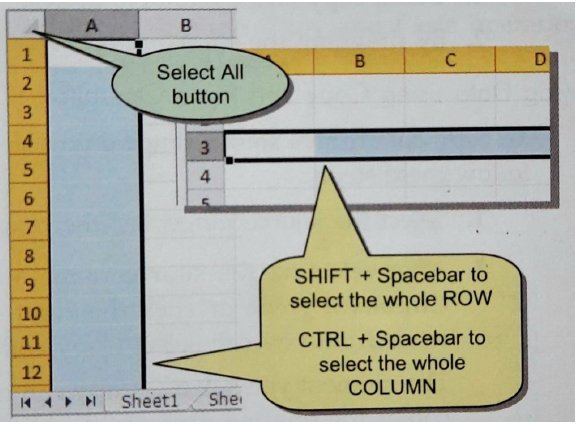 A B
1
2
3
4
5
6
7
8
9
10
11
12
Select All
button
B C D
3
4
5
SHIFT + Spacebar to
select the whole ROW
CTRL + Spacebar to
select the whole
COLUMN
Sheet1